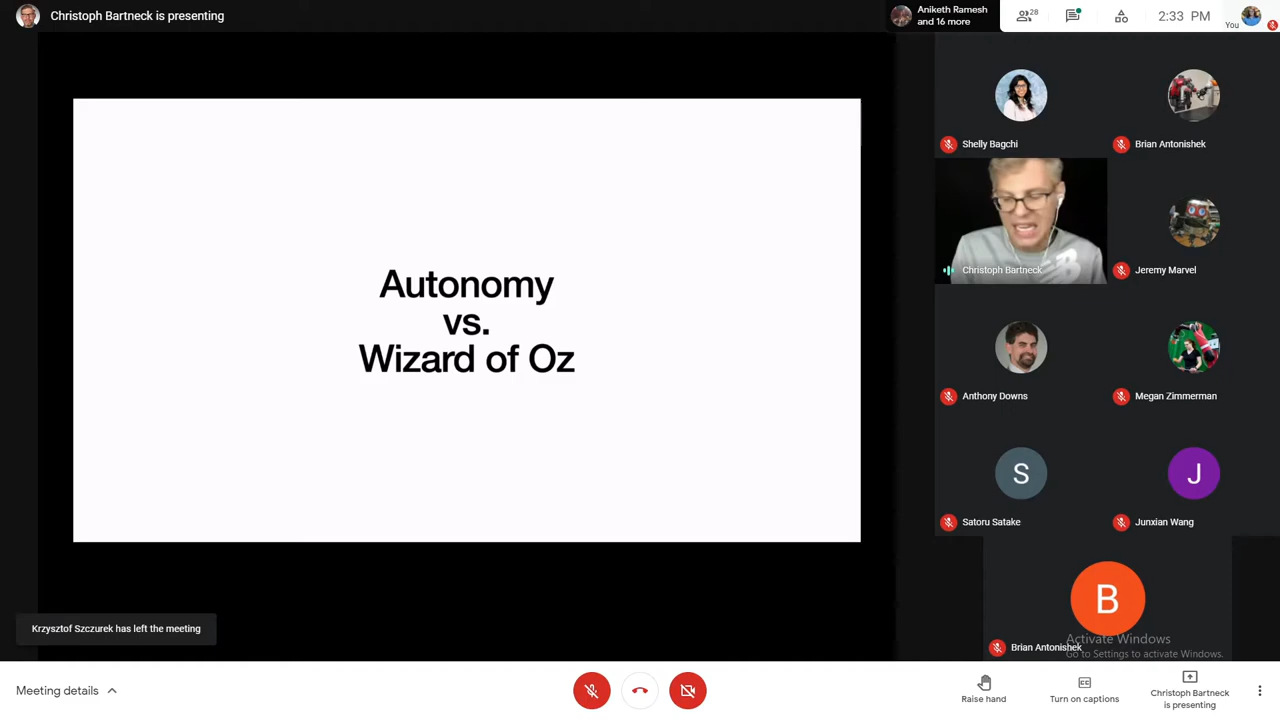 Christoph Bartneck is presenting
Aniketh Ramesh
and 16 more
28
2:33 PM
You
Shelly Bagchi
Brian Antonishek
Christoph Bartneck
Jeremy Marvel
Autonomy
vs.
Wizard of Oz
Anthony Downs
Megan Zimmerman
S
J
Satoru Satake
Junxian Wang
B
Krzysztof Szczurek has left the meeting
Brian Antonishek
Activate Windows
Go to Settings to activate Windows.
Meeting details
Raise hand
Turn on captions
Christoph Bartneck
is presenting